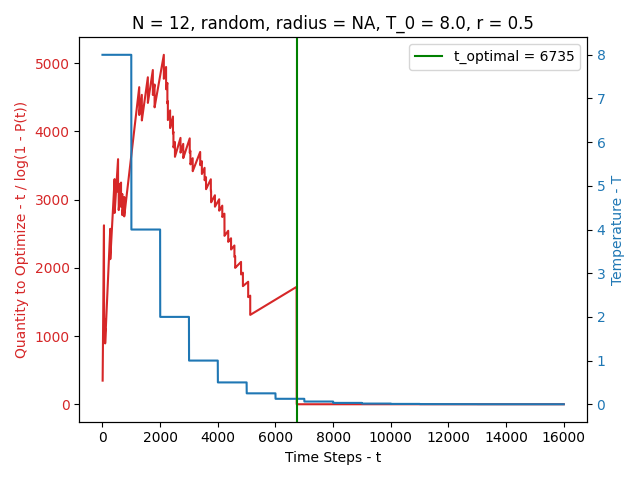 N = 12, random, radius = NA, T_0 = 8.0, r = 0.5
t_optimal = 6735
Quantity to Optimize - t / log(1 - P(t))
5000
4000
3000
2000
1000
0
8
7
6
5
4
3
2
1
0
Temperature - T
0 2000 4000 6000 8000 10000 12000 14000 16000
Time Steps - t